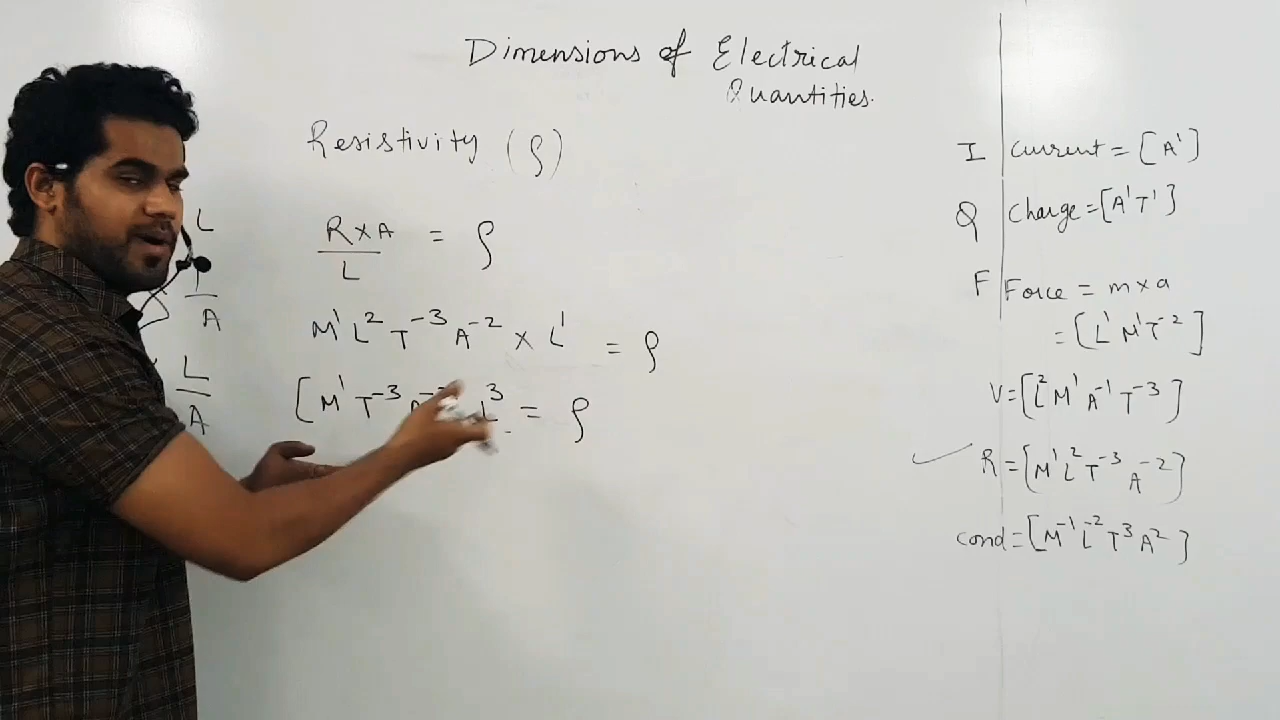 Dimensions of Electrical
Quantities.
Resistivity (ρ)
R×A = ρ
L
M¹ L² T⁻³ A⁻² × L¹ = ρ
[M¹ T⁻³ L³ = ρ
L
A
L
A
I Current = [A¹]
Q Charge = [A¹T¹]
F Force = m×a
= [L¹ M¹ T⁻²]
V = [L² M¹ A⁻¹ T⁻³]
R = [M¹ L² T⁻³ A⁻²]
cond = [M⁻¹ L⁻² T³ A²]